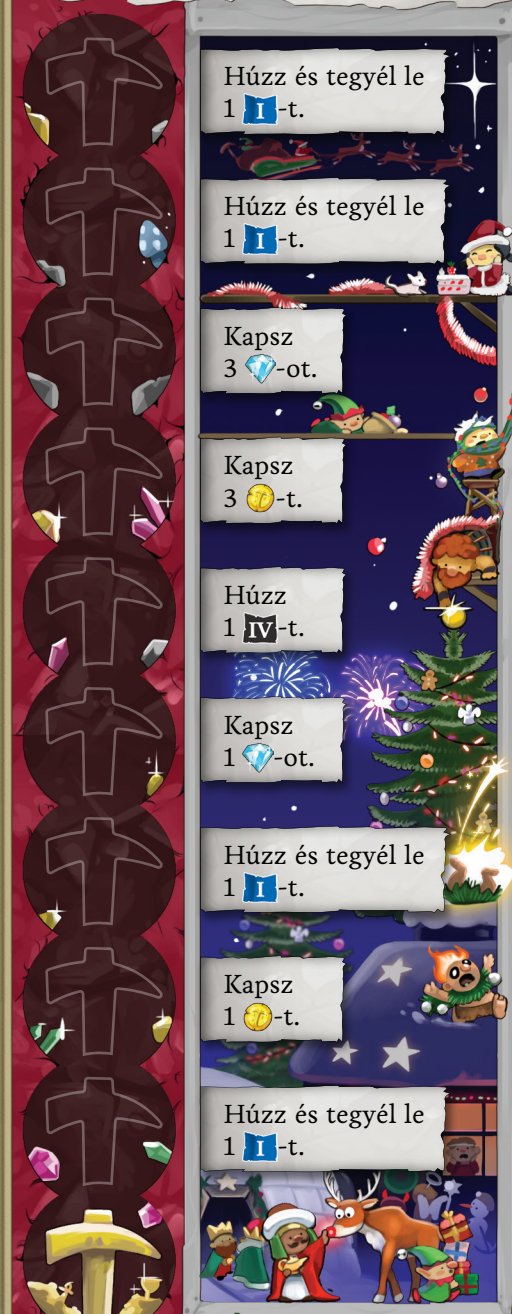 Húzz és tegyél le
1 I-t.
Húzz és tegyél le
1 I-t.
Kapsz
3 -ot.
Kapsz
3 -t.
Húzz
1 IV-t.
Kapsz
1 -ot.
Húzz és tegyél le
1 I-t.
Kapsz
1 -t.
Húzz és tegyél le
1 I-t.